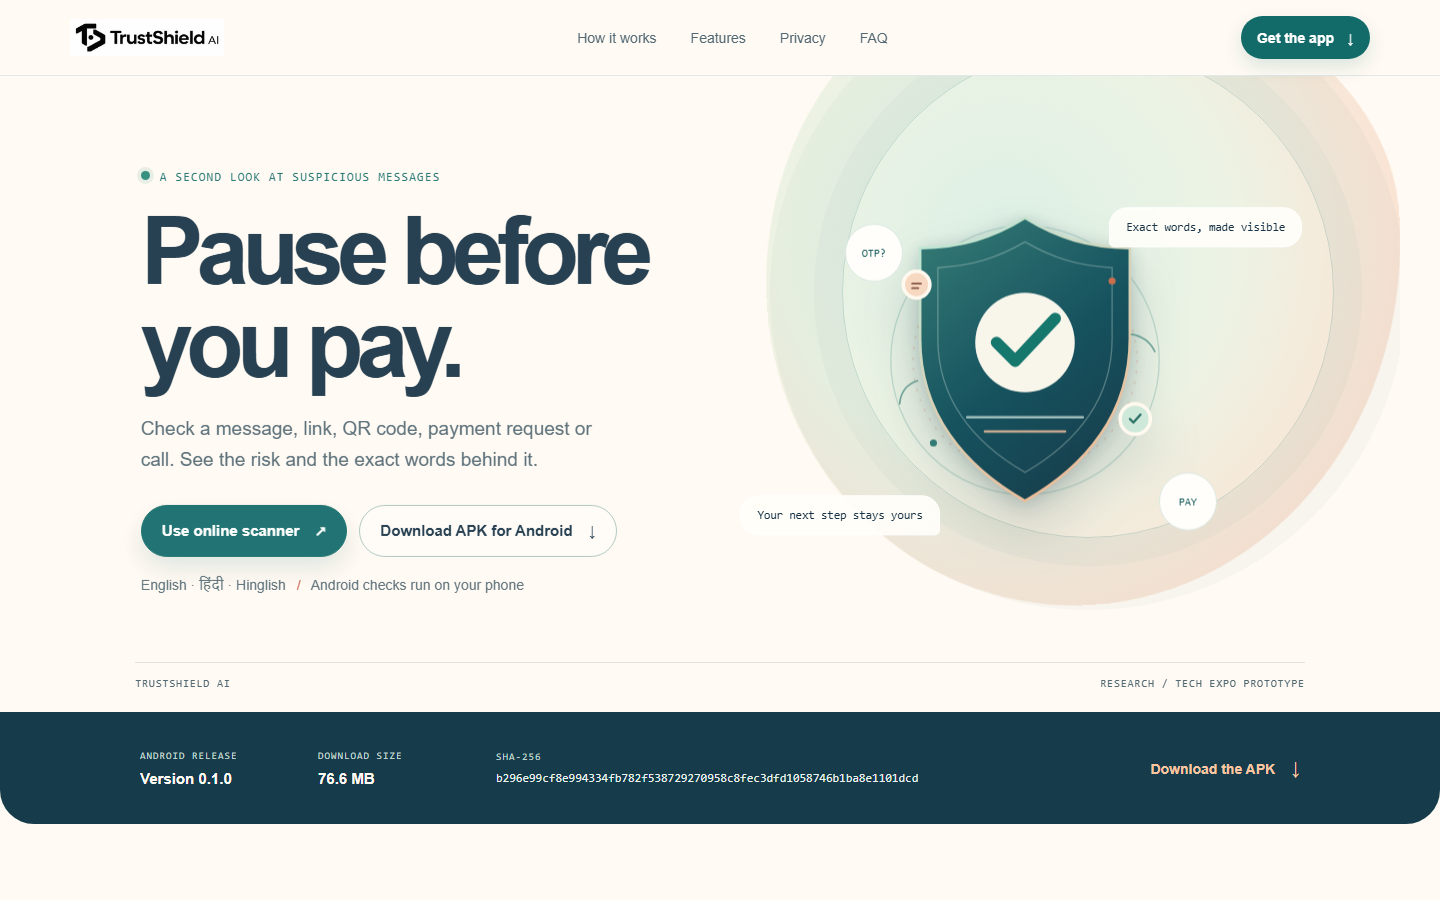 TrustShield AI
How it works
Features
Privacy
FAQ
Get the app ↓
A SECOND LOOK AT SUSPICIOUS MESSAGES
Pause before
you pay.
Check a message, link, QR code, payment request or
call. See the risk and the exact words behind it.
Use online scanner ↗
Download APK for Android ↓
English · हिंदी · Hinglish / Android checks run on your phone
OTP?
Exact words, made visible
Your next step stays yours
PAY
TRUSTSHIELD AI
RESEARCH / TECH EXPO PROTOTYPE
ANDROID RELEASE
Version 0.1.0
DOWNLOAD SIZE
76.6 MB
SHA-256
b296e99cf8e994334fb782f538729270958c8fec3dfd1058746b1ba8e1101dcd
Download the APK ↓